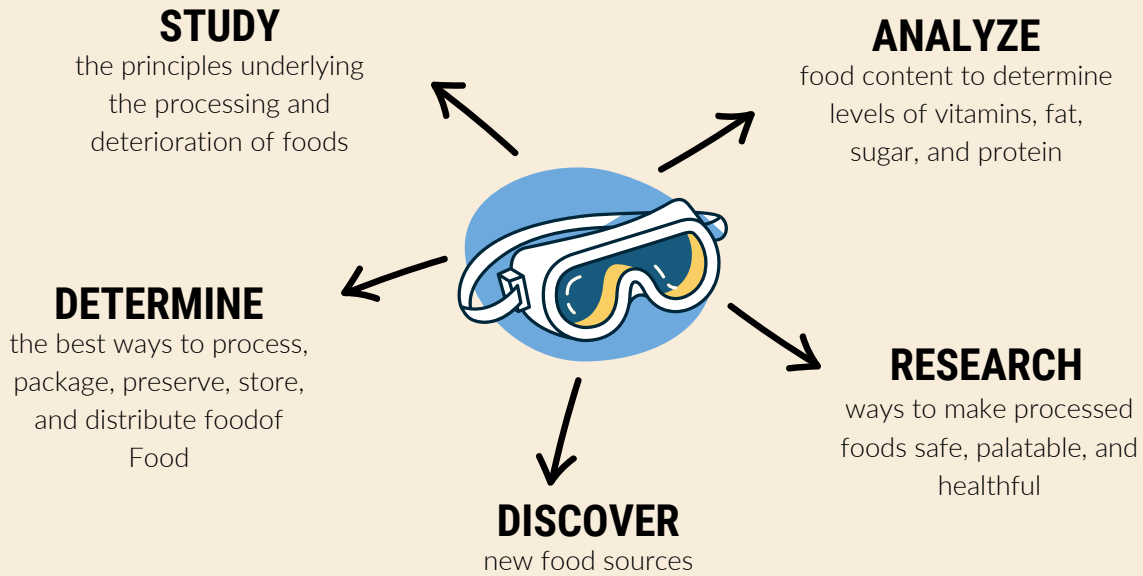 STUDY
the principles underlying
the processing and
deterioration of foods
ANALYZE
food content to determine
levels of vitamins, fat,
sugar, and protein
DETERMINE
the best ways to process,
package, preserve, store,
and distribute foodof
Food
RESEARCH
ways to make processed
foods safe, palatable, and
healthful
DISCOVER
new food sources